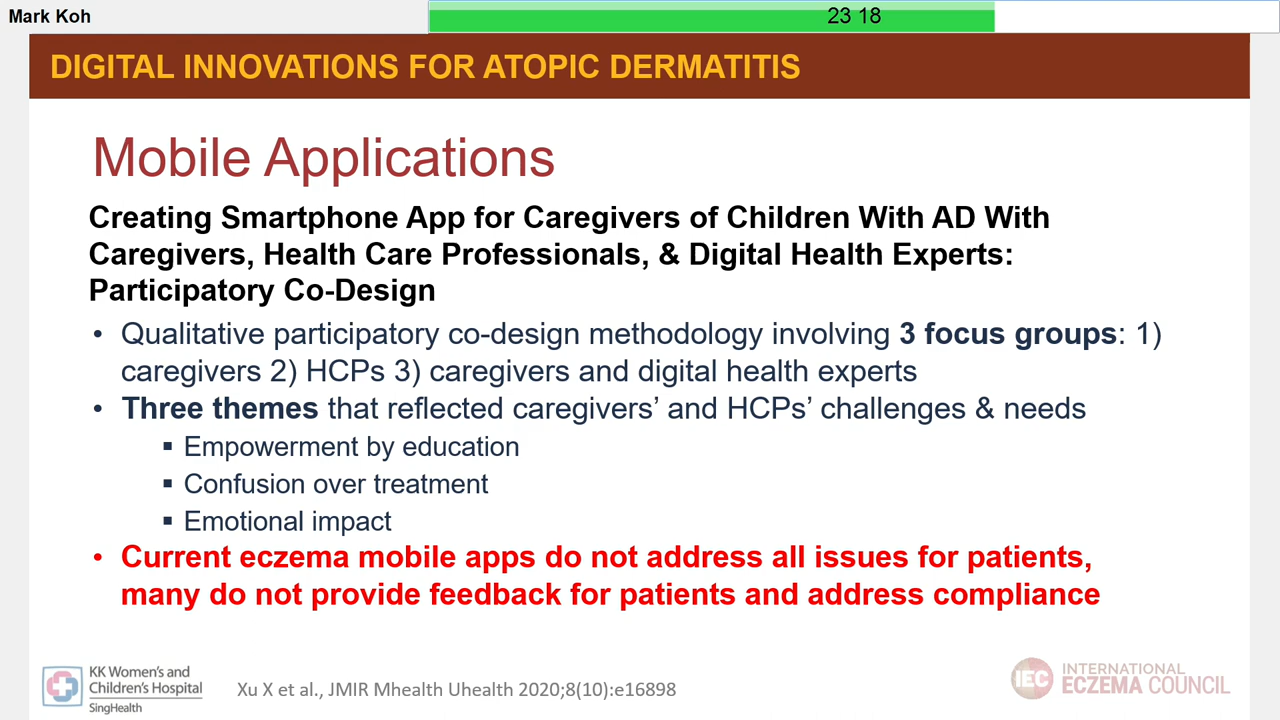 Mark Koh
23 18
DIGITAL INNOVATIONS FOR ATOPIC DERMATITIS
Mobile Applications
Creating Smartphone App for Caregivers of Children With AD With
Caregivers, Health Care Professionals, & Digital Health Experts:
Participatory Co-Design
• Qualitative participatory co-design methodology involving 3 focus groups: 1)
caregivers 2) HCPs 3) caregivers and digital health experts
• Three themes that reflected caregivers’ and HCPs’ challenges & needs
▪ Empowerment by education
▪ Confusion over treatment
▪ Emotional impact
• Current eczema mobile apps do not address all issues for patients,
many do not provide feedback for patients and address compliance
KK Women's and
Children's Hospital
SingHealth
Xu X et al., JMIR Mhealth Uhealth 2020;8(10):e16898
IEC
INTERNATIONAL
ECZEMA COUNCIL